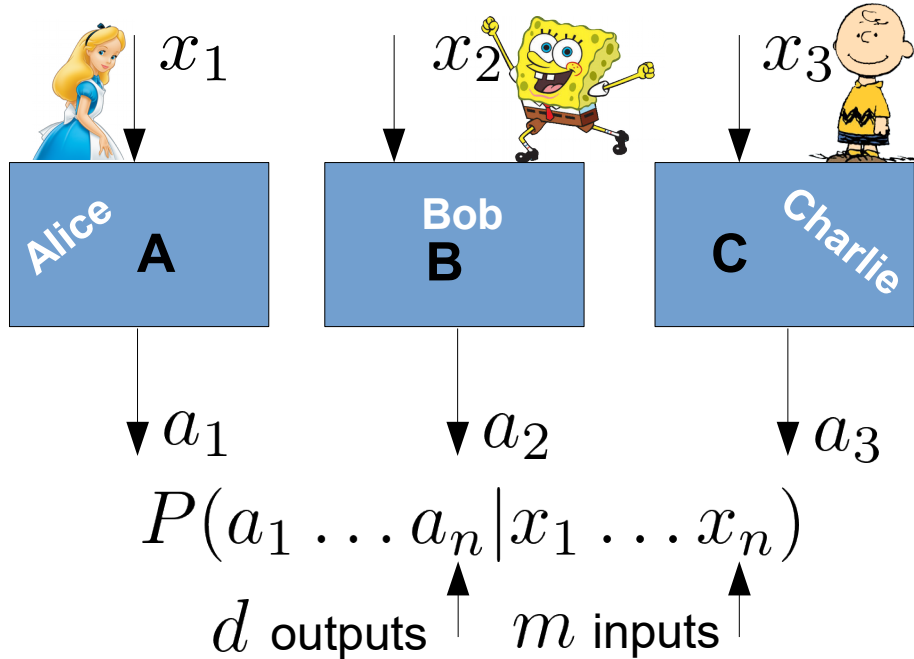 x₁ x₂ x₃
Alice Bob Charlie
A B C
a₁ a₂ a₃
P(a₁ … aₙ|x₁ … xₙ)
d outputs m inputs